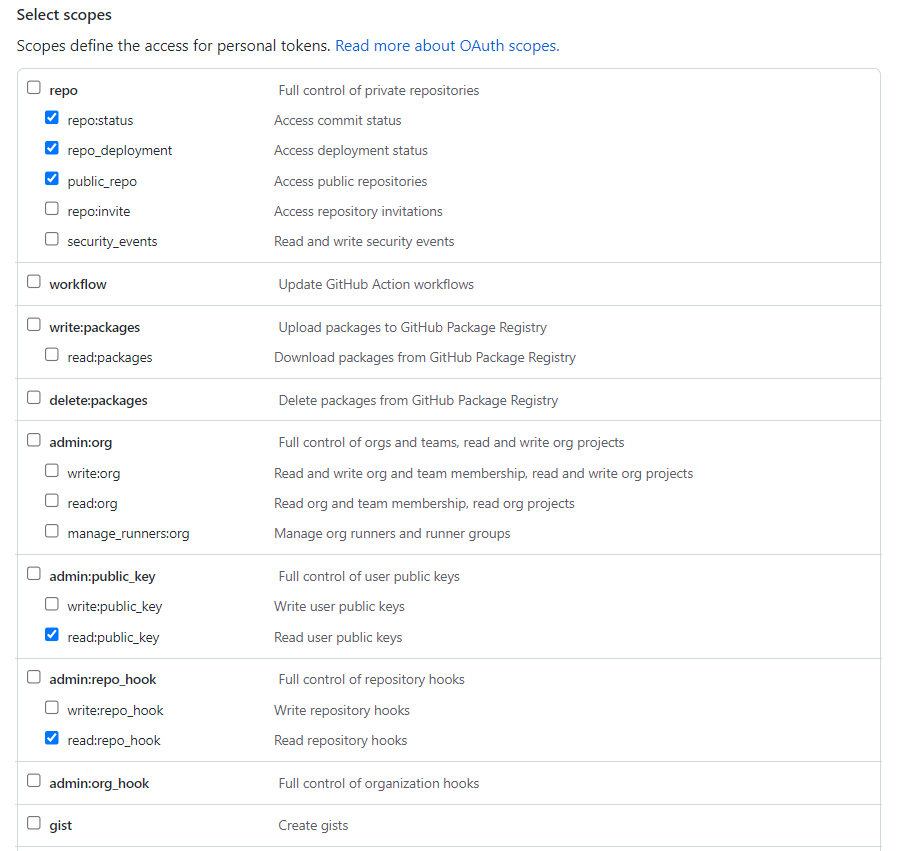 Select scopes
Scopes define the access for personal tokens. Read more about OAuth scopes.
repo Full control of private repositories
repo:status Access commit status
repo_deployment Access deployment status
public_repo Access public repositories
repo:invite Access repository invitations
security_events Read and write security events
workflow Update GitHub Action workflows
write:packages Upload packages to GitHub Package Registry
read:packages Download packages from GitHub Package Registry
delete:packages Delete packages from GitHub Package Registry
admin:org Full control of orgs and teams, read and write org projects
write:org Read and write org and team membership, read and write org projects
read:org Read org and team membership, read org projects
manage_runners:org Manage org runners and runner groups
admin:public_key Full control of user public keys
write:public_key Write user public keys
read:public_key Read user public keys
admin:repo_hook Full control of repository hooks
write:repo_hook Write repository hooks
read:repo_hook Read repository hooks
admin:org_hook Full control of organization hooks
gist Create gists